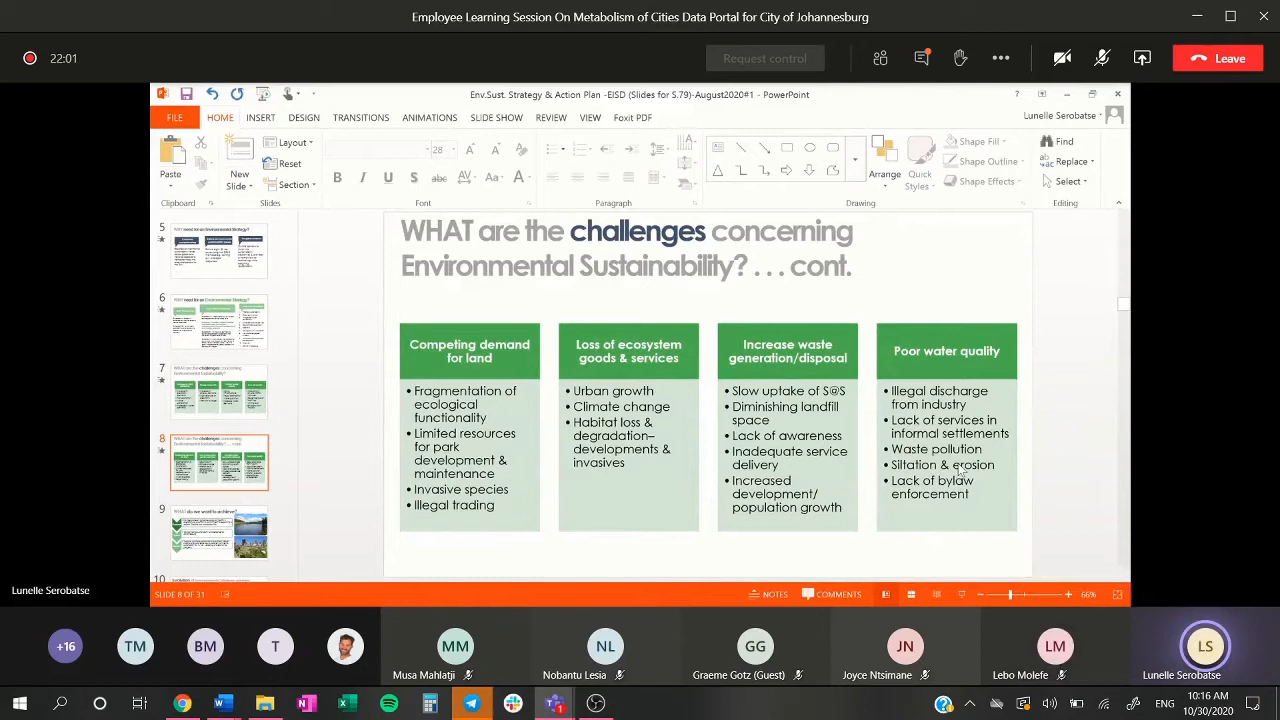 Employee Learning Session On Metabolism of Cities Data Portal for City of Johannesburg
22:01
Request control
Leave
Env.Sust. Strategy & Action Plan -EISD (Slides for S.79)-August2020#1 - PowerPoint
FILE HOME INSERT DESIGN TRANSITIONS ANIMATIONS SLIDE SHOW REVIEW VIEW Foxit PDF
Lunelle Serobatse
Paste
New Slide
Layout
Reset
Section
28
Shape Fill
Shape Outline
Shape Effects
Arrange
Quick Styles
Find
Replace
Select
Clipboard Slides Font Paragraph Drawing Editing
5
6
7
8
9
10
WHAT are the challenges concerning
Environmental Sustainability? . . . cont.
Competing demand
for land
• Fragmentation of
ecological
functionality
• Limited resources
for park
development &
maintenance
• Invasive species
• Illegal trading
Loss of ecosystem
goods & services
• Urban growth
• Climate change
• Habitat loss &
degradation –
developments &
invasives
Increase waste
generation/disposal
• Slow uptake of S@S
• Diminishing landfill
space
• Lack of awareness
• Inadequate service
delivery
• Increased
development/
population growth
Poor water quality
• Illegal discharge
from industry
• Lack of services in
informal settlements
• Waste pollution
• Siltation & erosion
• Lack of bylaw
enforcement
Lunelle Serobatse
SLIDE 8 OF 31
NOTES
COMMENTS
66%
+16
TM
BM
T
MM
NL
GG
JN
LM
LS
Musa Mahlatji
Nobantu Lesia
Graeme Gotz (Guest)
Joyce Ntsimane
Lebo Molefe
Lunelle Serobatse
ENG
10:16 AM
10/30/2020